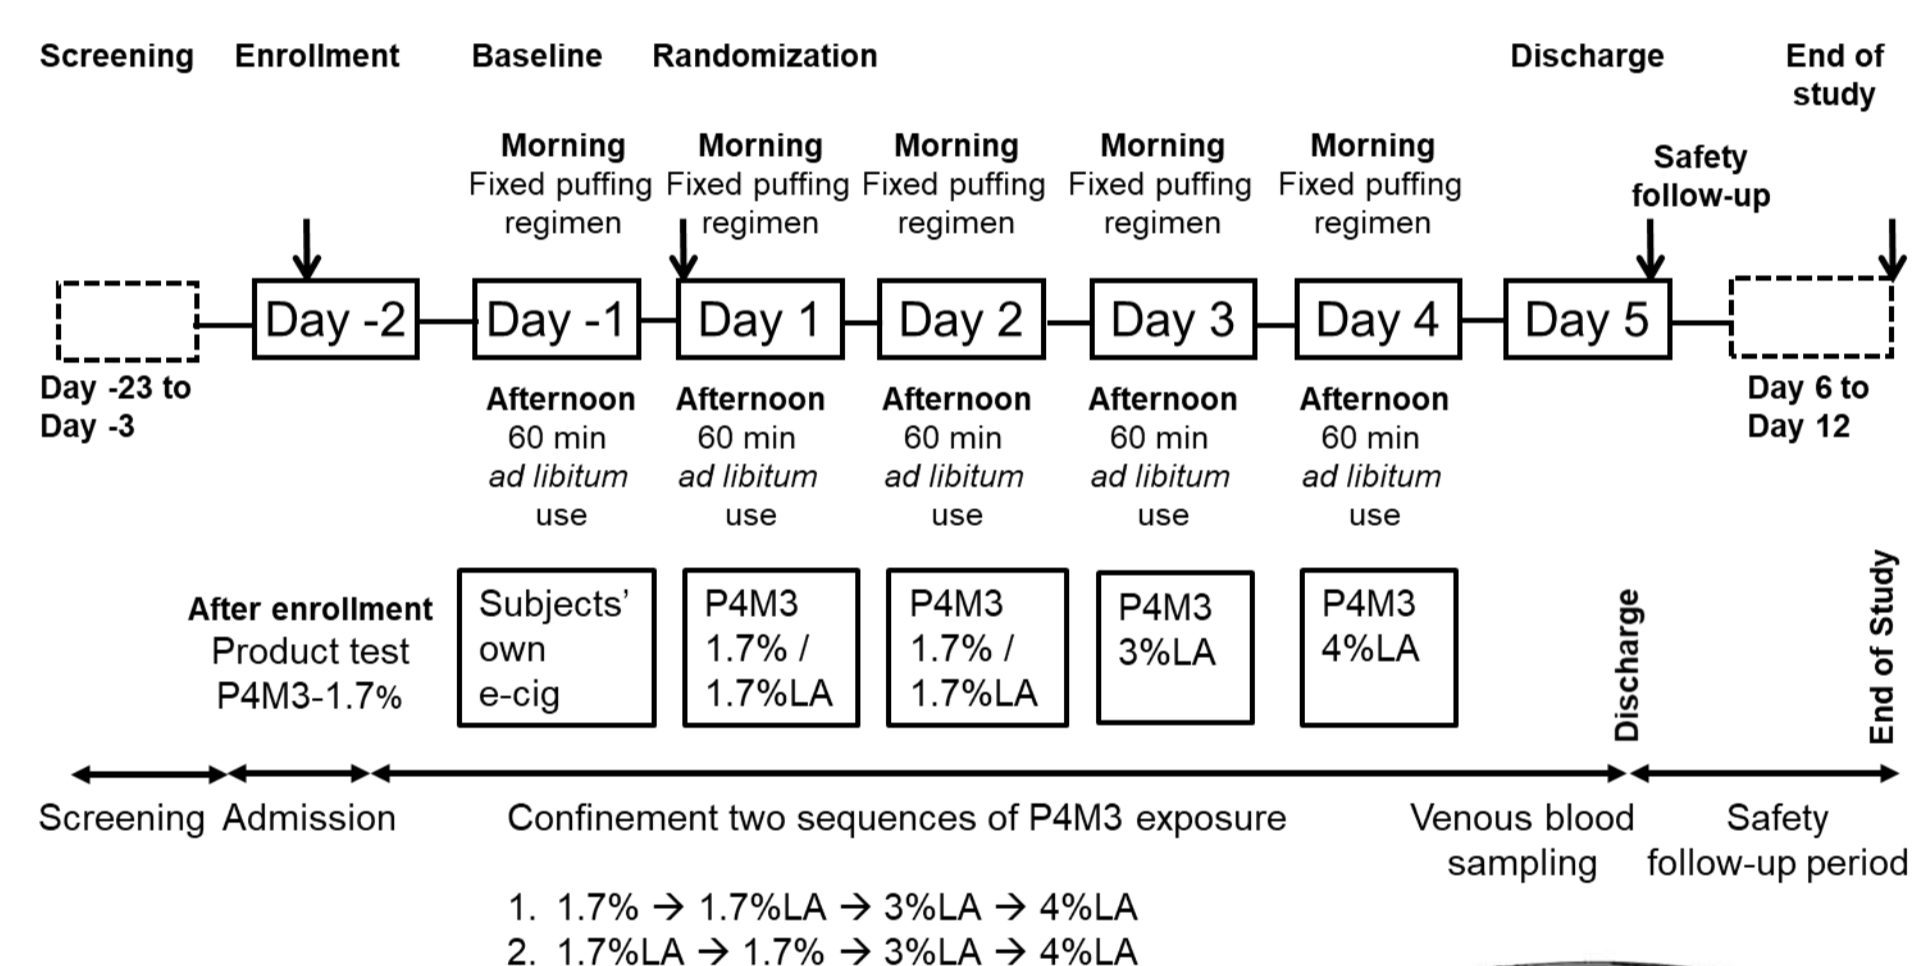 Screening
Enrollment
Baseline
Randomization
Discharge
End of
study
Morning
Fixed puffing
regimen
Morning
Fixed puffing
regimen
Morning
Fixed puffing
regimen
Morning
Fixed puffing
regimen
Morning
Fixed puffing
regimen
Safety
follow-up
Day -2
Day -1
Day 1
Day 2
Day 3
Day 4
Day 5
Day -23 to
Day -3
Afternoon
60 min
ad libitum
use
Afternoon
60 min
ad libitum
use
Afternoon
60 min
ad libitum
use
Afternoon
60 min
ad libitum
use
Afternoon
60 min
ad libitum
use
Day 6 to
Day 12
After enrollment
Product test
P4M3-1.7%
Subjects’
own
e-cig
P4M3
1.7% /
1.7%LA
P4M3
1.7% /
1.7%LA
P4M3
3%LA
P4M3
4%LA
Discharge
End of Study
Screening
Admission
Confinement two sequences of P4M3 exposure
Venous blood
sampling
Safety
follow-up period
1. 1.7% → 1.7%LA → 3%LA → 4%LA
2. 1.7%LA → 1.7% → 3%LA → 4%LA